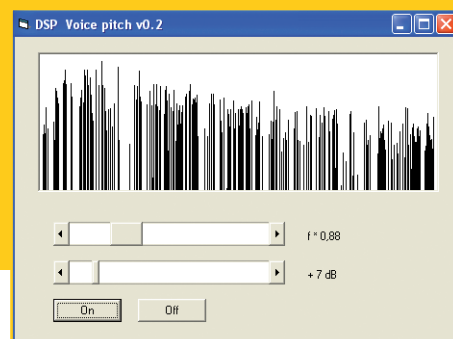 DSP Voice pitch v0.2
f * 0,88
+ 7 dB
On
Off